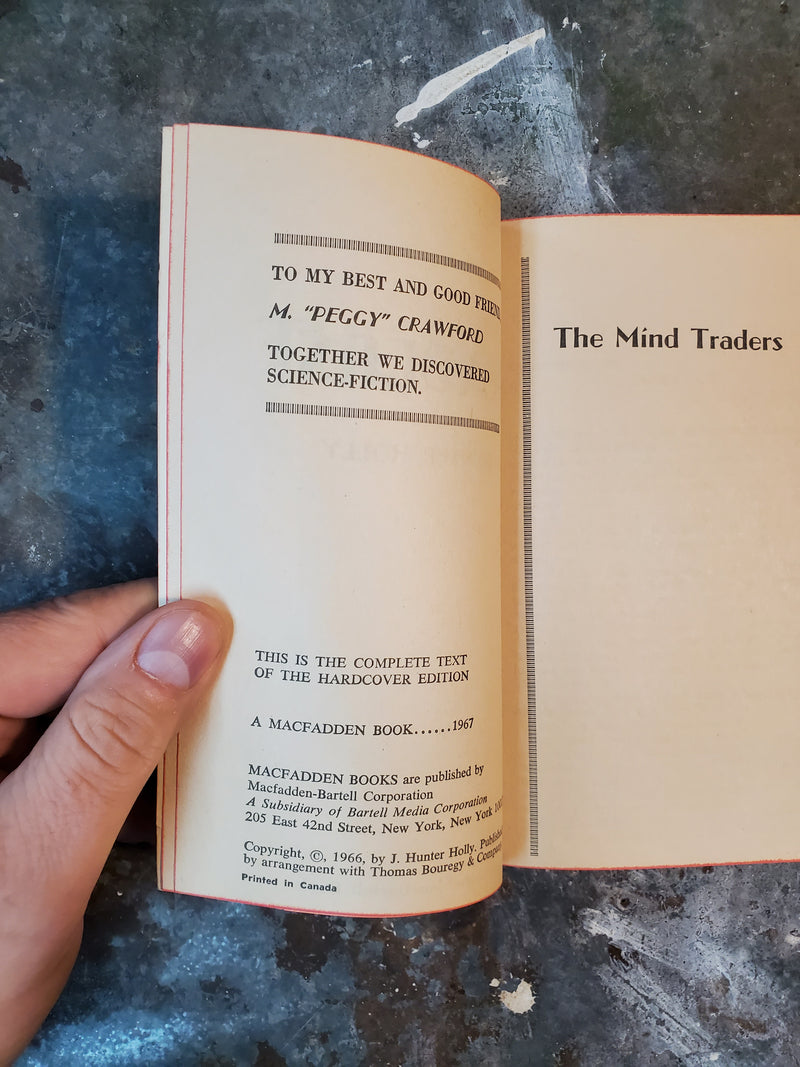 TO MY BEST AND GOOD FRIEND
M. "PEGGY" CRAWFORD
TOGETHER WE DISCOVERED
SCIENCE-FICTION.
THIS IS THE COMPLETE TEXT
OF THE HARDCOVER EDITION
A MACFADDEN BOOK......1967
MACFADDEN BOOKS are published by
Macfadden-Bartell Corporation
A Subsidiary of Bartell Media Corporation
205 East 42nd Street, New York, New York
Copyright, ©, 1966, by J. Hunter Holly. Published
by arrangement with Thomas Bouregy & Company
Printed in Canada
The Mind Traders